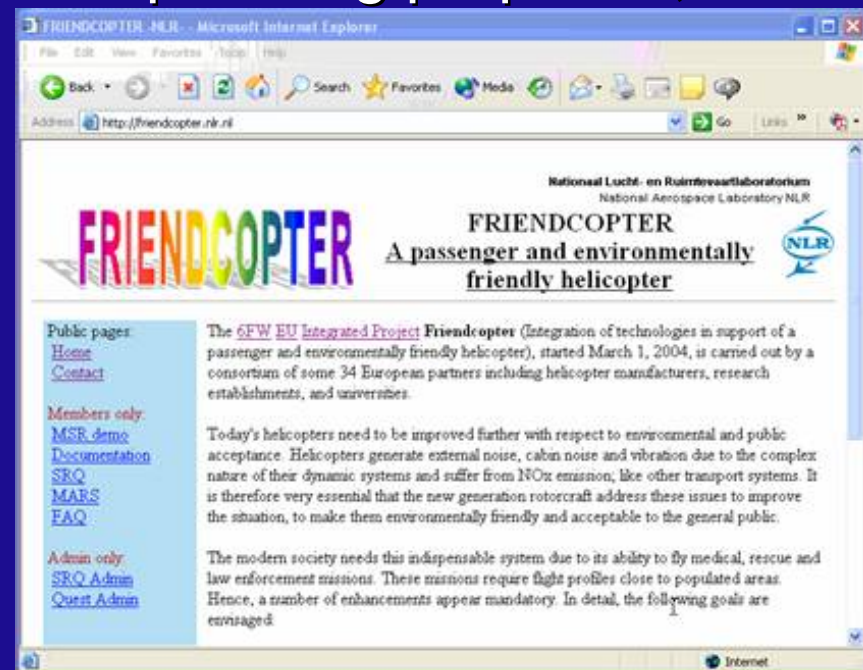 FRIENDCOPTER -NLR- - Microsoft Internet Explorer
File Edit View Favorites Tools Help
Back Search Favorites Media
Address http://friendcopter.nlr.nl Go Links »
Nationaal Lucht- en Ruimtevaartlaboratorium
National Aerospace Laboratory NLR
FRIENDCOPTER
FRIENDCOPTER
A passenger and environmentally
friendly helicopter
NLR
Public pages:
Home
Contact
Members only:
MSR demo
Documentation
SRQ
MARS
FAQ
Admin only:
SRQ Admin
Quest Admin
The 6FW EU Integrated Project Friendcopter (Integration of technologies in support of a
passenger and environmentally friendly helicopter), started March 1, 2004, is carried out by a
consortium of some 34 European partners including helicopter manufacturers, research
establishments, and universities.
Today's helicopters need to be improved further with respect to environmental and public
acceptance. Helicopters generate external noise, cabin noise and vibration due to the complex
nature of their dynamic systems and suffer from NOx emission; like other transport systems. It
is therefore very essential that the new generation rotorcraft address these issues to improve
the situation, to make them environmentally friendly and acceptable to the general public.
The modern society needs this indispensable system due to its ability to fly medical, rescue and
law enforcement missions. These missions require flight profiles close to populated areas.
Hence, a number of enhancements appear mandatory. In detail, the following goals are
envisaged:
Internet